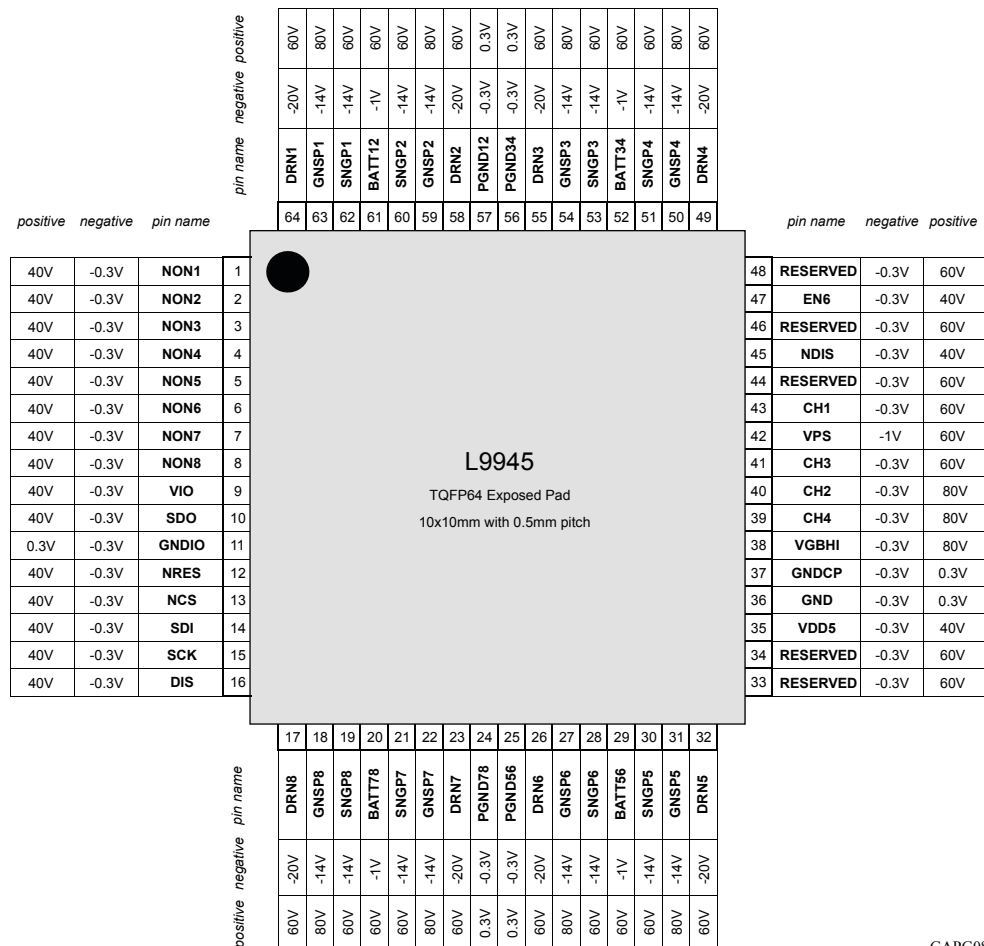 positive 60V 80V 60V 60V 60V 80V 60V 0.3V 0.3V 60V 80V 60V 60V 60V 80V 60V
negative -20V -14V -14V -1V -14V -14V -20V -0.3V -0.3V -20V -14V -14V -1V -14V -14V -20V
pin name DRN1 GNSP1 SNGP1 BATT12 SNGP2 GNSP2 DRN2 PGND12 PGND34 DRN3 GNSP3 SNGP3 BATT34 SNGP4 GNSP4 DRN4
64 63 62 61 60 59 58 57 56 55 54 53 52 51 50 49
positive negative pin name
40V -0.3V NON1 1
40V -0.3V NON2 2
40V -0.3V NON3 3
40V -0.3V NON4 4
40V -0.3V NON5 5
40V -0.3V NON6 6
40V -0.3V NON7 7
40V -0.3V NON8 8
40V -0.3V VIO 9
40V -0.3V SDO 10
0.3V -0.3V GNDIO 11
40V -0.3V NRES 12
40V -0.3V NCS 13
40V -0.3V SDI 14
40V -0.3V SCK 15
40V -0.3V DIS 16
L9945
TQFP64 Exposed Pad
10x10mm with 0.5mm pitch
pin name negative positive
48 RESERVED -0.3V 60V
47 EN6 -0.3V 40V
46 RESERVED -0.3V 60V
45 NDIS -0.3V 40V
44 RESERVED -0.3V 60V
43 CH1 -0.3V 60V
42 VPS -1V 60V
41 CH3 -0.3V 60V
40 CH2 -0.3V 80V
39 CH4 -0.3V 80V
38 VGBHI -0.3V 80V
37 GNDCP -0.3V 0.3V
36 GND -0.3V 0.3V
35 VDD5 -0.3V 40V
34 RESERVED -0.3V 60V
33 RESERVED -0.3V 60V
17 18 19 20 21 22 23 24 25 26 27 28 29 30 31 32
pin name DRN8 GNSP8 SNGP8 BATT78 SNGP7 GNSP7 DRN7 PGND78 PGND56 DRN6 GNSP6 SNGP6 BATT56 SNGP5 GNSP5 DRN5
negative -20V -14V -14V -1V -14V -14V -20V -0.3V -0.3V -20V -14V -14V -1V -14V -14V -20V
positive 60V 80V 60V 60V 60V 80V 60V 0.3V 0.3V 60V 80V 60V 60V 60V 80V 60V